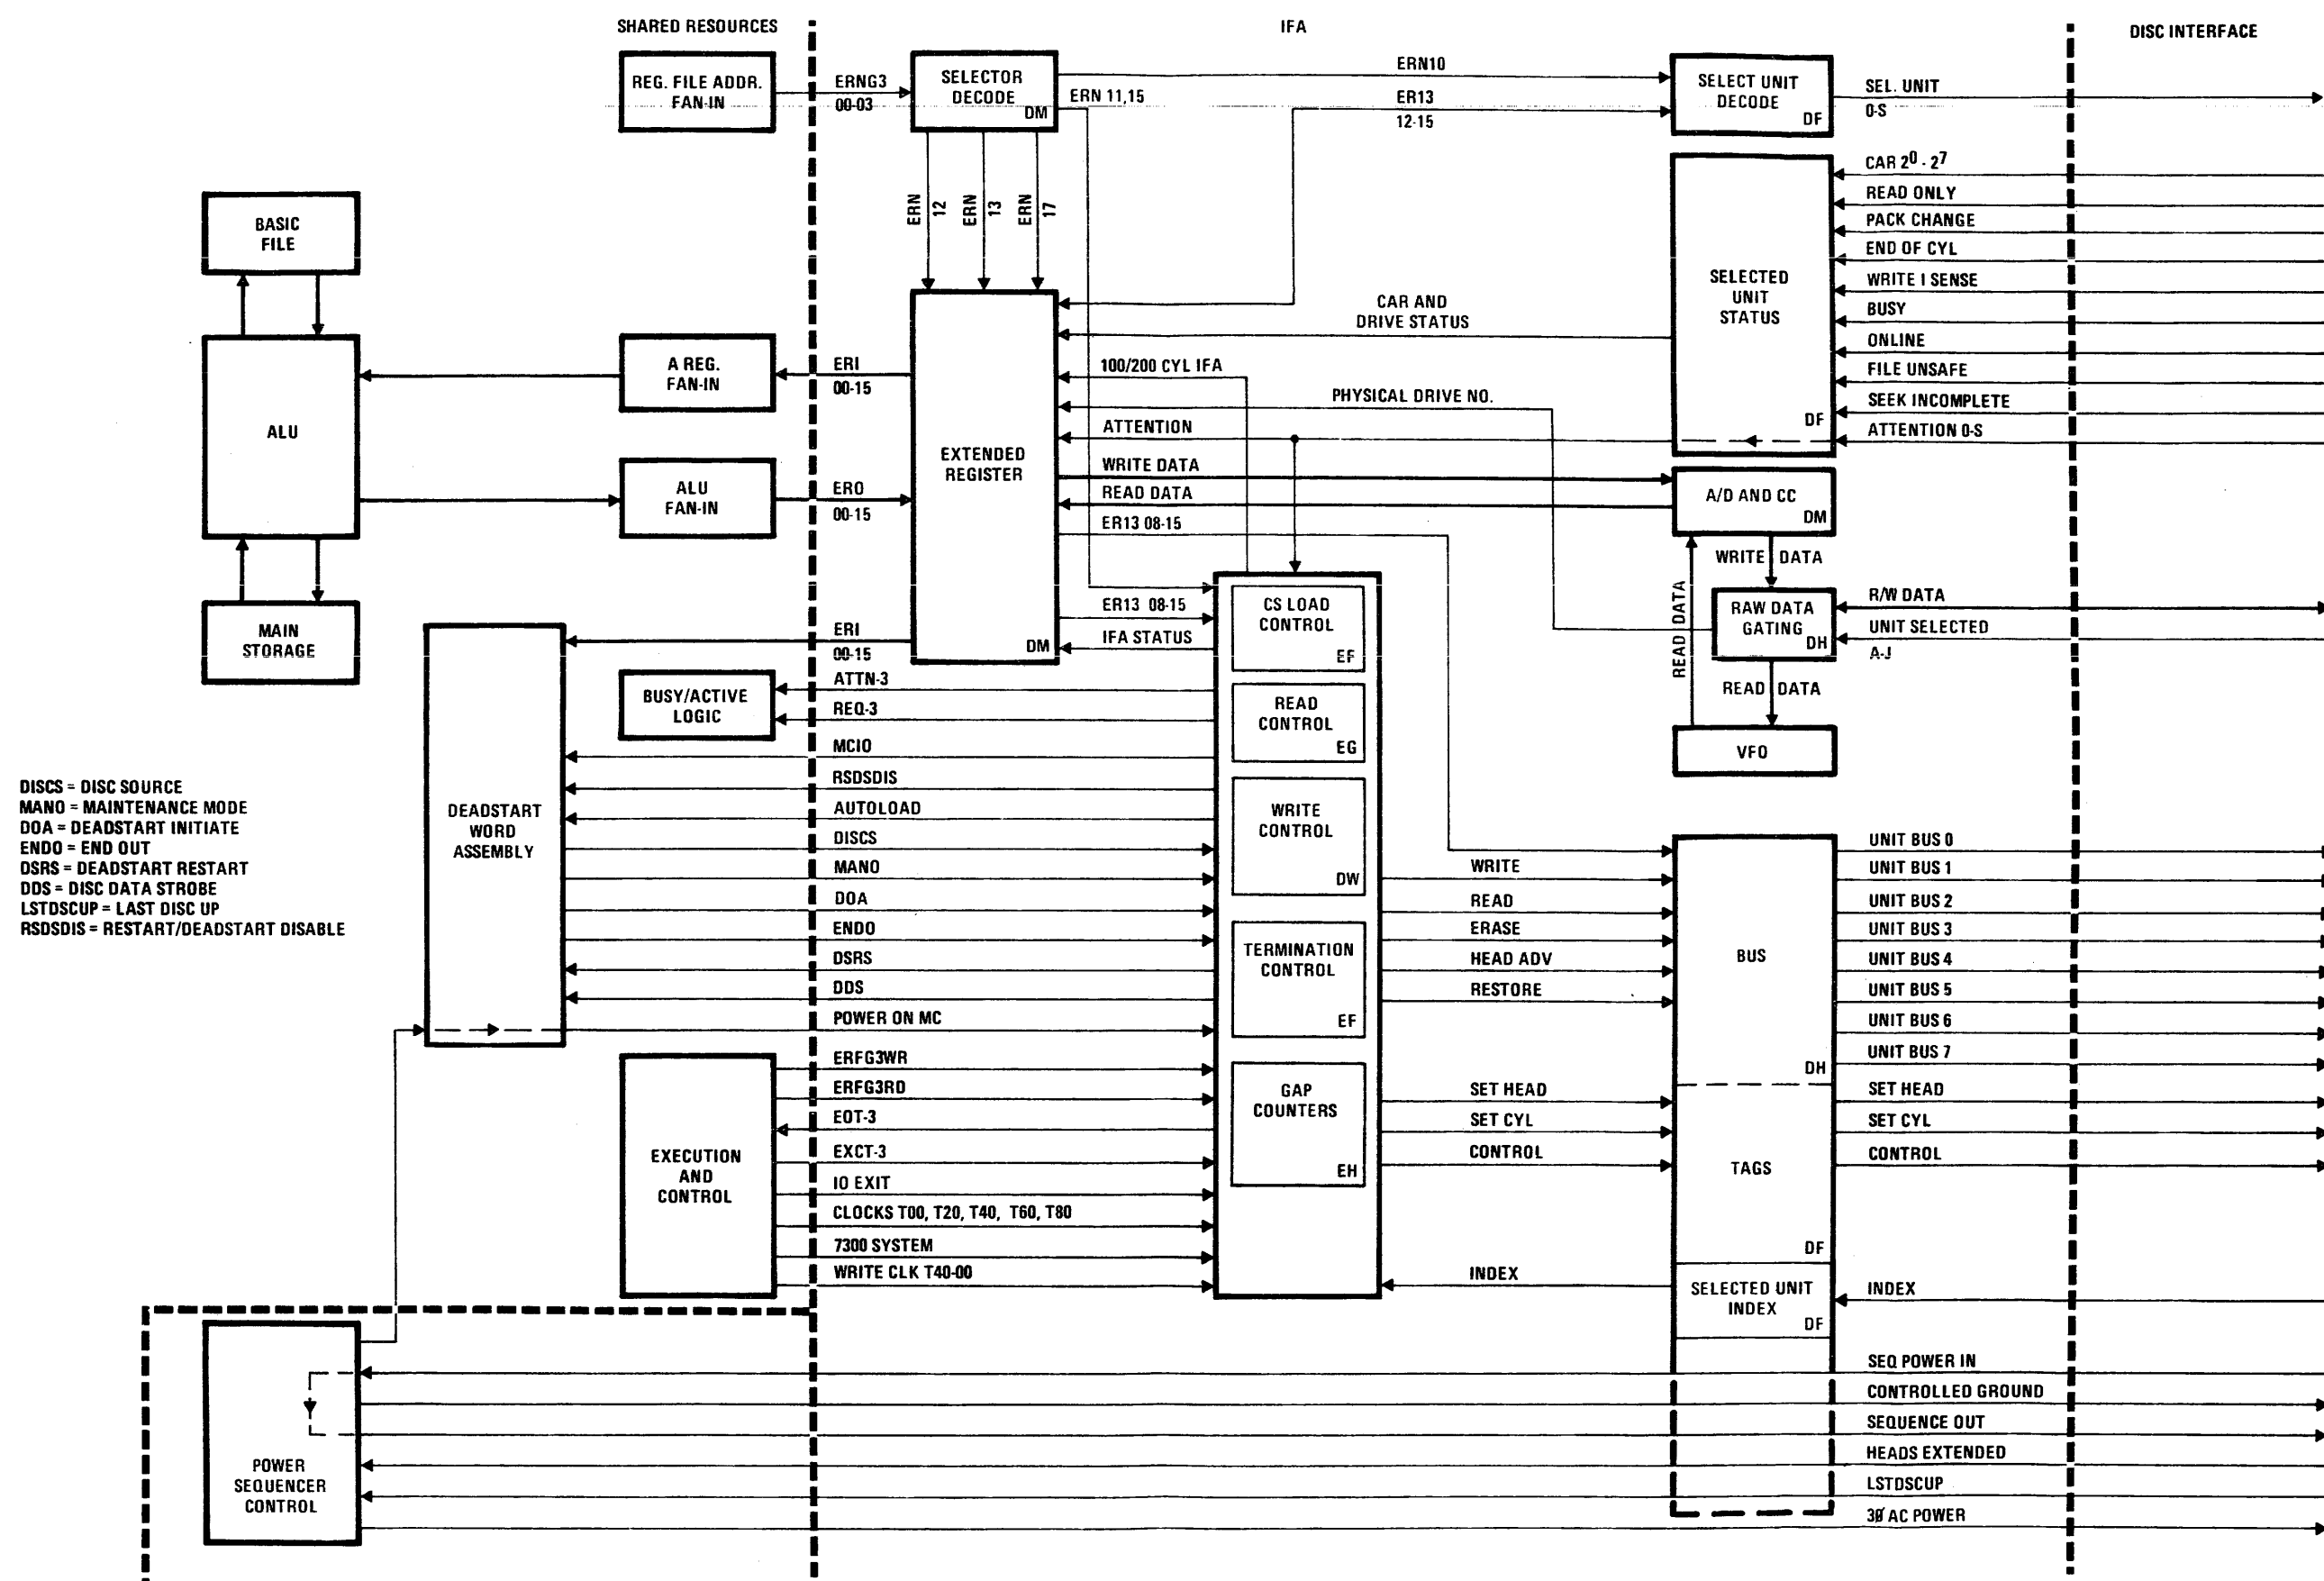 SHARED RESOURCES
IFA
DISC INTERFACE
REG. FILE ADDR.
FAN-IN
ERNG3
00-03
SELECTOR
DECODE
DM
ERN10
ERN 11,15
ER13
12-15
SELECT UNIT
DECODE
DF
SEL. UNIT
0-S
ERN
12
ERN
13
ERN
17
BASIC
FILE
ALU
MAIN
STORAGE
A REG.
FAN-IN
ERI
00-15
ALU
FAN-IN
ERO
00-15
EXTENDED
REGISTER
DM
CAR AND
DRIVE STATUS
100/200 CYL IFA
PHYSICAL DRIVE NO.
ATTENTION
WRITE DATA
READ DATA
ER13 08-15
ER13 08-15
IFA STATUS
SELECTED
UNIT
STATUS
DF
CAR 2⁰ - 2⁷
READ ONLY
PACK CHANGE
END OF CYL
WRITE I SENSE
BUSY
ONLINE
FILE UNSAFE
SEEK INCOMPLETE
ATTENTION 0-S
A/D AND CC
DM
WRITE DATA
READ DATA
RAW DATA
GATING
DH
R/W DATA
UNIT SELECTED
A-J
READ DATA
VFO
ERI
00-15
BUSY/ACTIVE
LOGIC
ATTN-3
REQ-3
MCIO
RSDSDIS
AUTOLOAD
DISCS
MANO
DOA
ENDO
DSRS
DDS
POWER ON MC
DEADSTART
WORD
ASSEMBLY
DISCS = DISC SOURCE
MANO = MAINTENANCE MODE
DOA = DEADSTART INITIATE
ENDO = END OUT
DSRS = DEADSTART RESTART
DDS = DISC DATA STROBE
LSTDSCUP = LAST DISC UP
RSDSDIS = RESTART/DEADSTART DISABLE
CS LOAD
CONTROL
EF
READ
CONTROL
EG
WRITE
CONTROL
DW
TERMINATION
CONTROL
EF
GAP
COUNTERS
EH
WRITE
READ
ERASE
HEAD ADV
RESTORE
SET HEAD
SET CYL
CONTROL
INDEX
BUS
DH
TAGS
DF
SELECTED UNIT
INDEX
DF
UNIT BUS 0
UNIT BUS 1
UNIT BUS 2
UNIT BUS 3
UNIT BUS 4
UNIT BUS 5
UNIT BUS 6
UNIT BUS 7
SET HEAD
SET CYL
CONTROL
INDEX
EXECUTION
AND
CONTROL
ERFG3WR
ERFG3RD
EOT-3
EXCT-3
IO EXIT
CLOCKS T00, T20, T40, T60, T80
7300 SYSTEM
WRITE CLK T40-00
POWER
SEQUENCER
CONTROL
SEQ POWER IN
CONTROLLED GROUND
SEQUENCE OUT
HEADS EXTENDED
LSTDSCUP
3Ø AC POWER